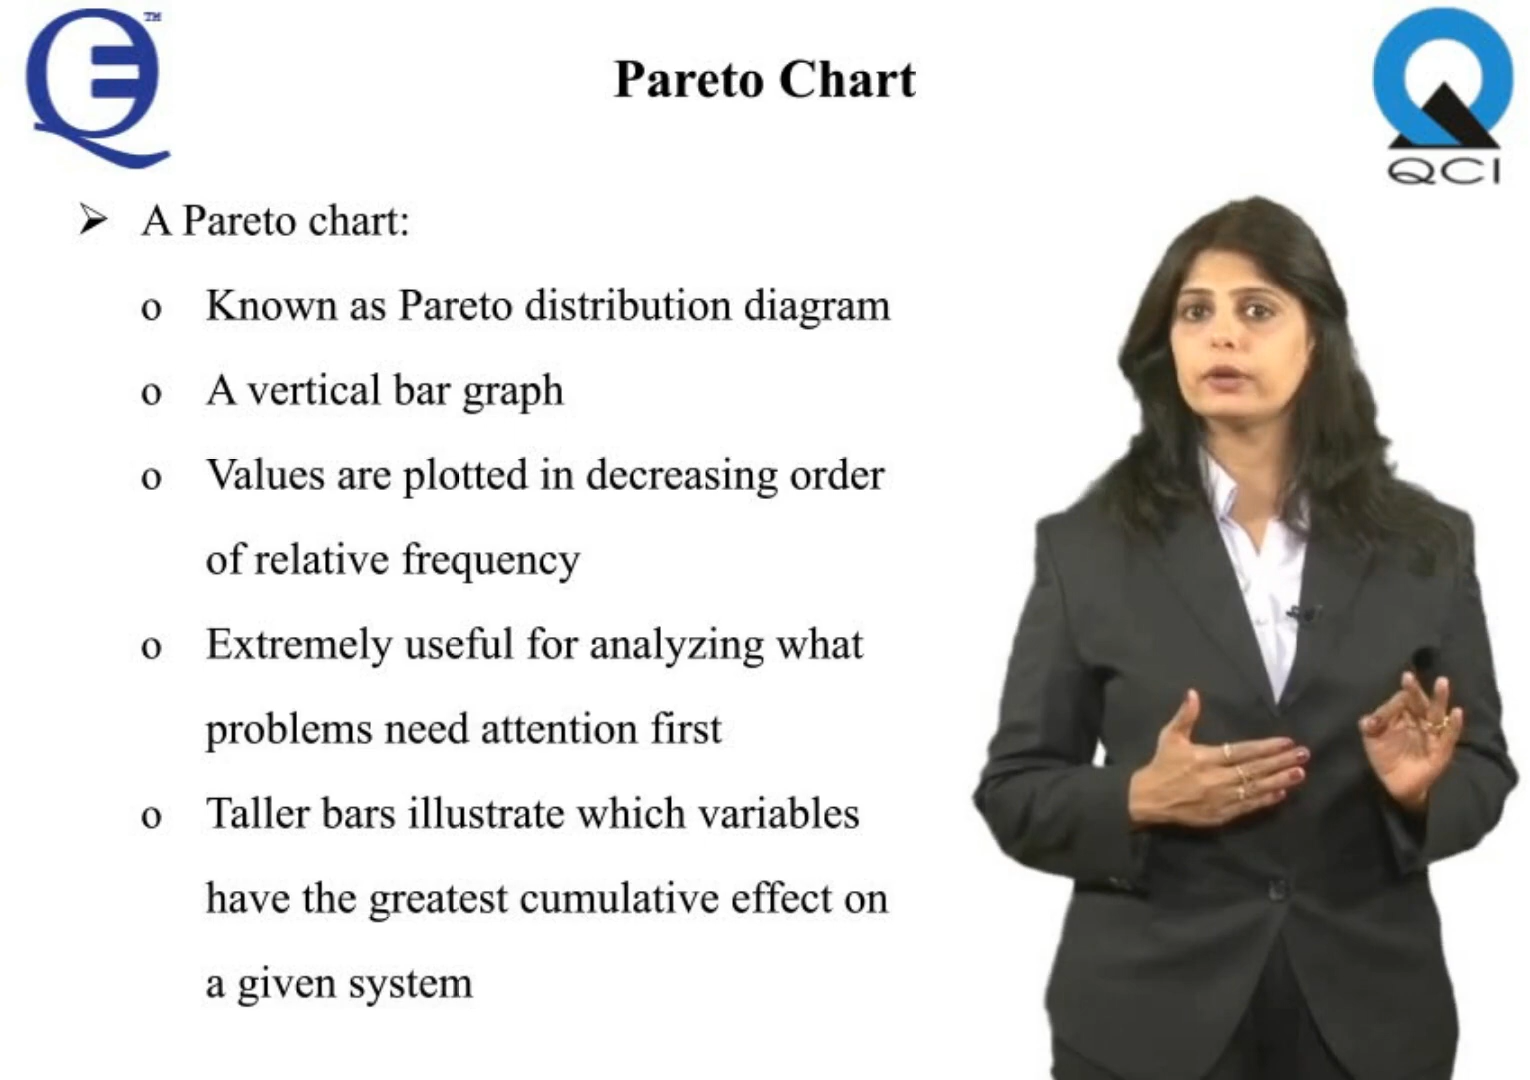 TM
Pareto Chart
QCI
➢ A Pareto chart:
o Known as Pareto distribution diagram
o A vertical bar graph
o Values are plotted in decreasing order
of relative frequency
o Extremely useful for analyzing what
problems need attention first
o Taller bars illustrate which variables
have the greatest cumulative effect on
a given system